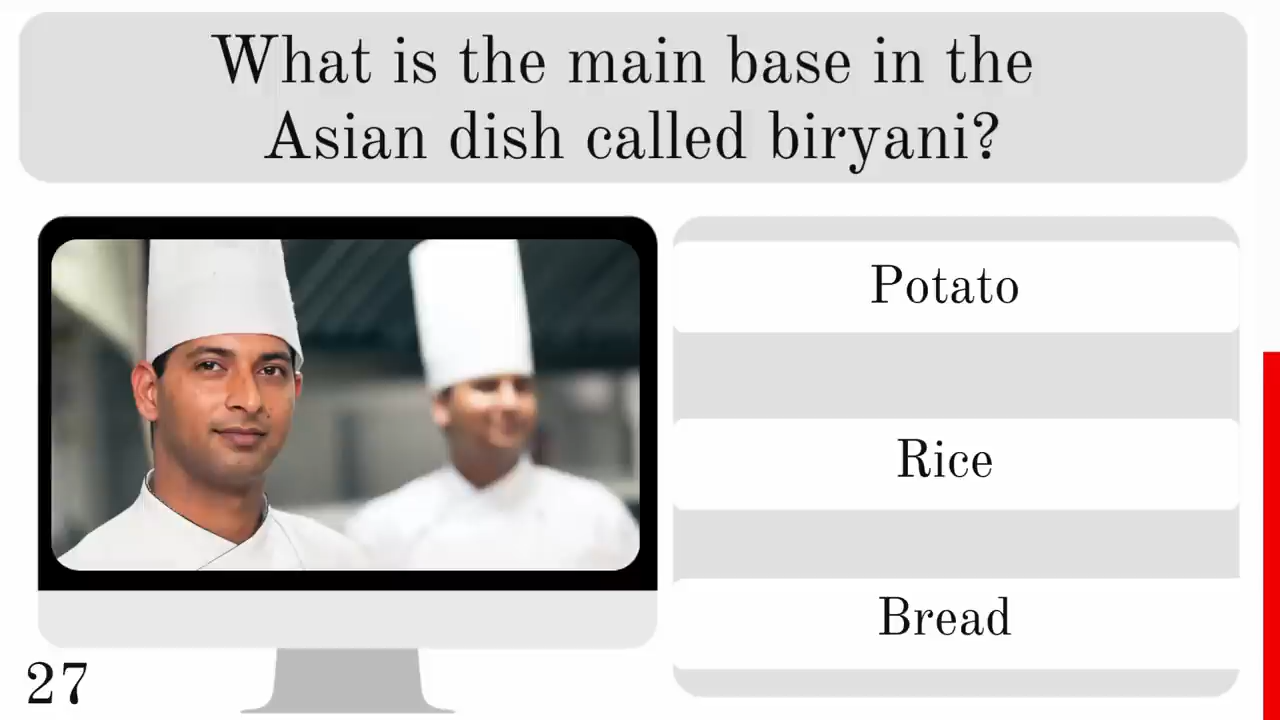 What is the main base in the
Asian dish called biryani?
Potato
Rice
Bread
27